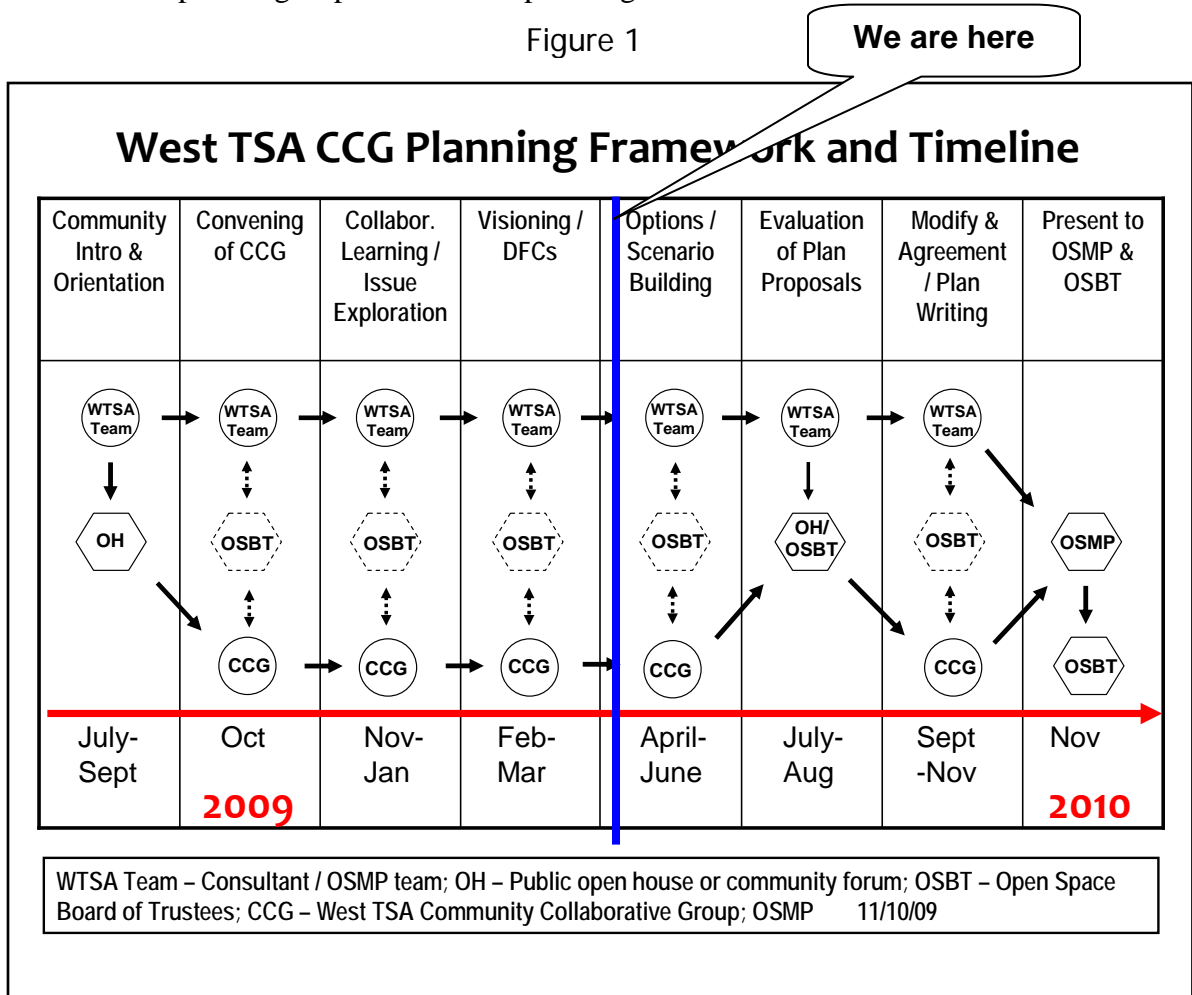 Figure 1
We are here
West TSA CCG Planning Framework and Timeline
Community
Intro &
Orientation
Convening
of CCG
Collabor.
Learning /
Issue
Exploration
Visioning /
DFCs
Options /
Scenario
Building
Evaluation
of Plan
Proposals
Modify &
Agreement
/ Plan
Writing
Present to
OSMP &
OSBT
WTSA
Team
WTSA
Team
WTSA
Team
WTSA
Team
WTSA
Team
WTSA
Team
WTSA
Team
OH
OSBT
OSBT
OSBT
OSBT
OH/
OSBT
OSBT
OSMP
CCG
CCG
CCG
CCG
CCG
OSBT
July-
Sept
Oct
Nov-
Jan
Feb-
Mar
April-
June
July-
Aug
Sept
-Nov
Nov
2009
2010
WTSA Team – Consultant / OSMP team; OH – Public open house or community forum; OSBT – Open Space
Board of Trustees; CCG – West TSA Community Collaborative Group; OSMP 11/10/09